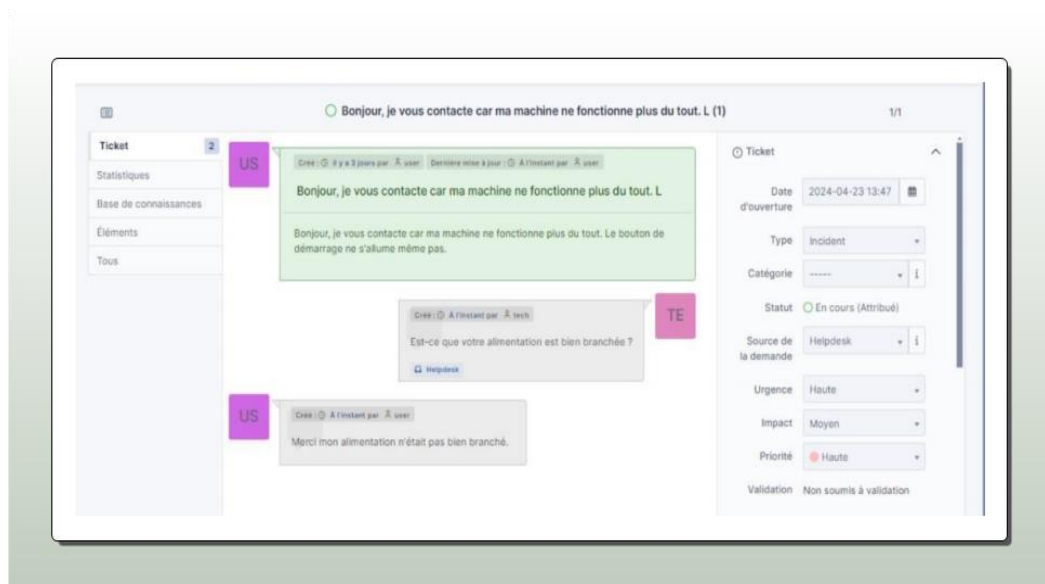 Bonjour, je vous contacte car ma machine ne fonctionne plus du tout. L (1)
1/1
Ticket 2
Statistiques
Base de connaissances
Éléments
Tous
US
Créé : il y a 3 jours par user Dernière mise à jour : À l'instant par user
Bonjour, je vous contacte car ma machine ne fonctionne plus du tout. L
Bonjour, je vous contacte car ma machine ne fonctionne plus du tout. Le bouton de
démarrage ne s'allume même pas.
TE
Créé : À l'instant par tech
Est-ce que votre alimentation est bien branchée ?
Helpdesk
US
Créé : À l'instant par user
Merci mon alimentation n'était pas bien branché.
Ticket
Date
d'ouverture
2024-04-23 13:47
Type Incident
Catégorie ----- i
Statut En cours (Attribué)
Source de
la demande
Helpdesk i
Urgence Haute
Impact Moyen
Priorité Haute
Validation Non soumis à validation